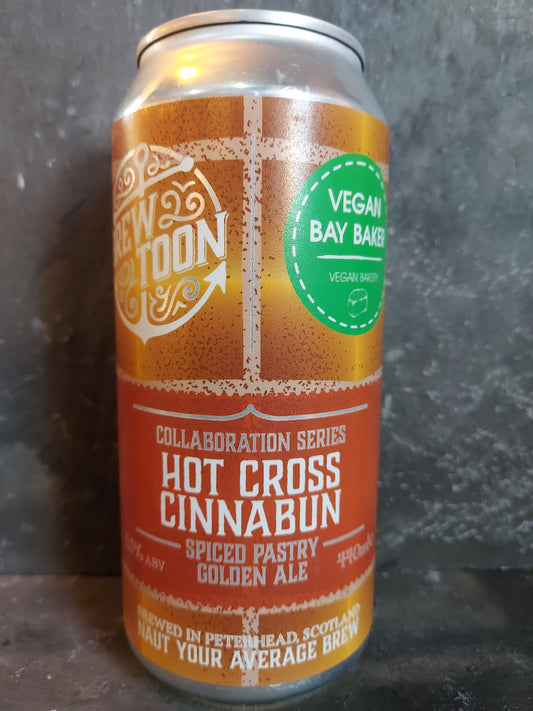 TOON
VEGAN
BAY BAKER
VEGAN BAKERY
COLLABORATION SERIES
HOT CROSS
CINNABUN
SPICED PASTRY
GOLDEN ALE
% ABV
440ml
BREWED IN PETERHEAD, SCOTLAND
NAUT YOUR AVERAGE BREW